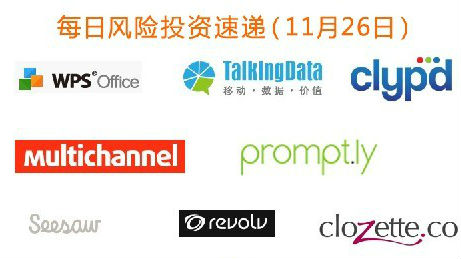 每日风险投资速递(11月26日)
WPS Office
TalkingData
移动·数据·价值
clypd
multichannel
prompt.ly
Seesaw
revolv
clozette.co